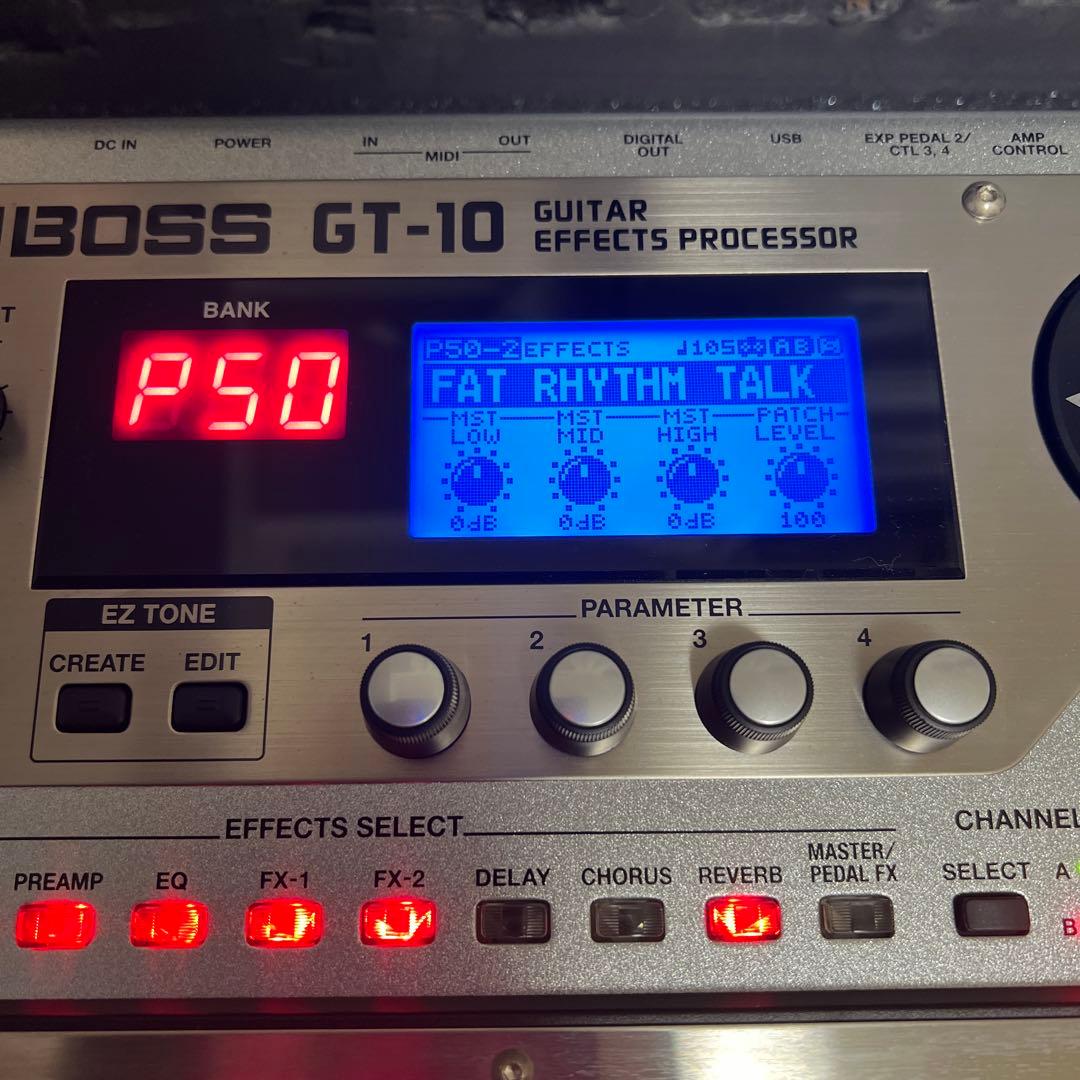 DC IN
POWER
IN
OUT
MIDI
DIGITAL
OUT
USB
EXP PEDAL 2/
CTL 3, 4
AMP
CONTROL
BOSS GT-10
GUITAR
EFFECTS PROCESSOR
T
BANK
P50
P50-2 EFFECTS ♩105 A B
FAT RHYTHM TALK
MST
LOW
MST
MID
MST
HIGH
PATCH
LEVEL
0dB
0dB
0dB
100
EZ TONE
CREATE
EDIT
PARAMETER
1
2
3
4
EFFECTS SELECT
PREAMP
EQ
FX-1
FX-2
DELAY
CHORUS
REVERB
MASTER/
PEDAL FX
CHANNEL
SELECT
A
B